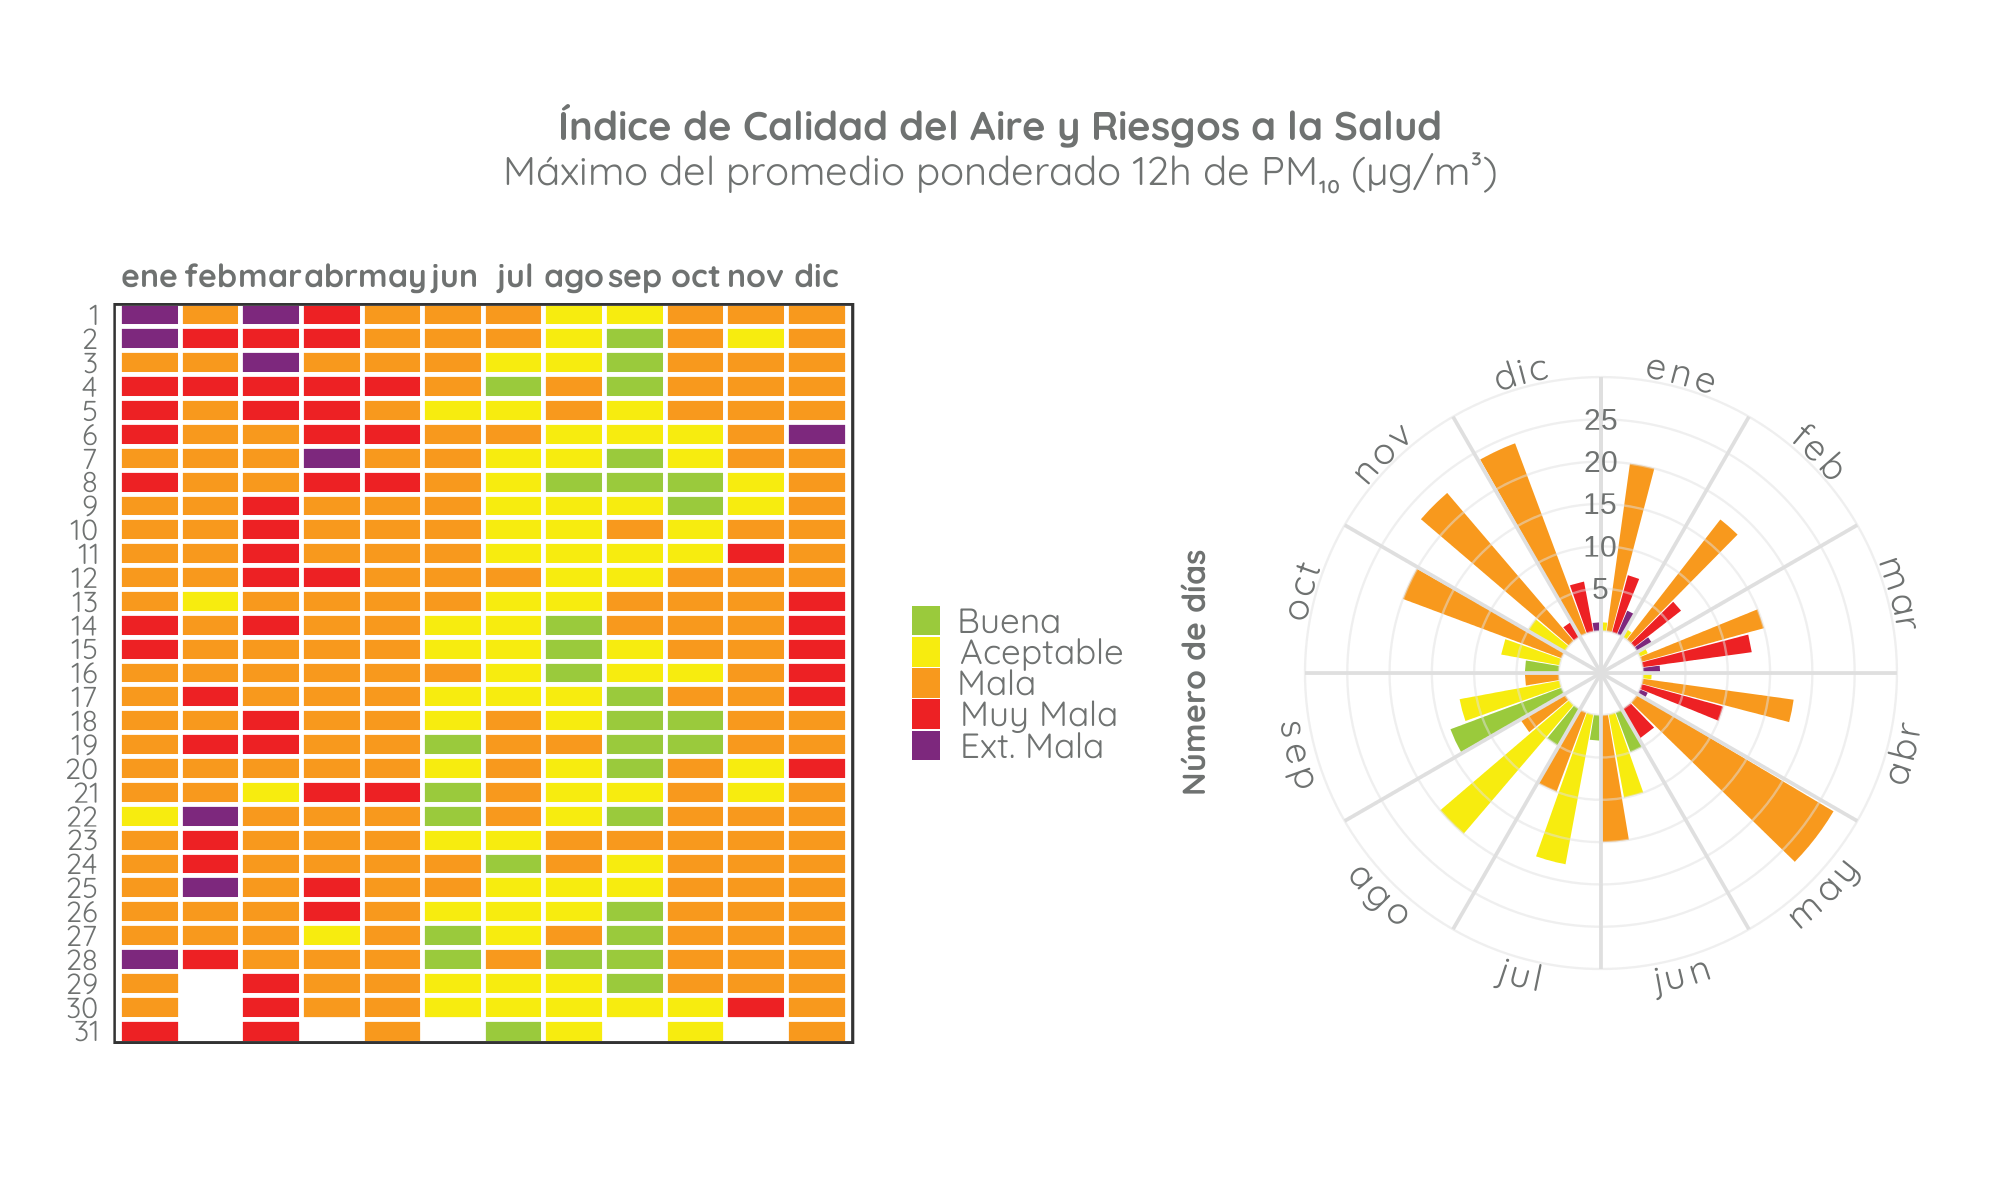 Índice de Calidad del Aire y Riesgos a la Salud
Máximo del promedio ponderado 12h de PM₁₀ (µg/m³)
ene feb mar abr may jun jul ago sep oct nov dic
1
2
3
4
5
6
7
8
9
10
11
12
13
14
15
16
17
18
19
20
21
22
23
24
25
26
27
28
29
30
31
Buena
Aceptable
Mala
Muy Mala
Ext. Mala
Número de días
25
20
15
10
5
ene
feb
mar
abr
may
jun
jul
ago
sep
oct
nov
dic